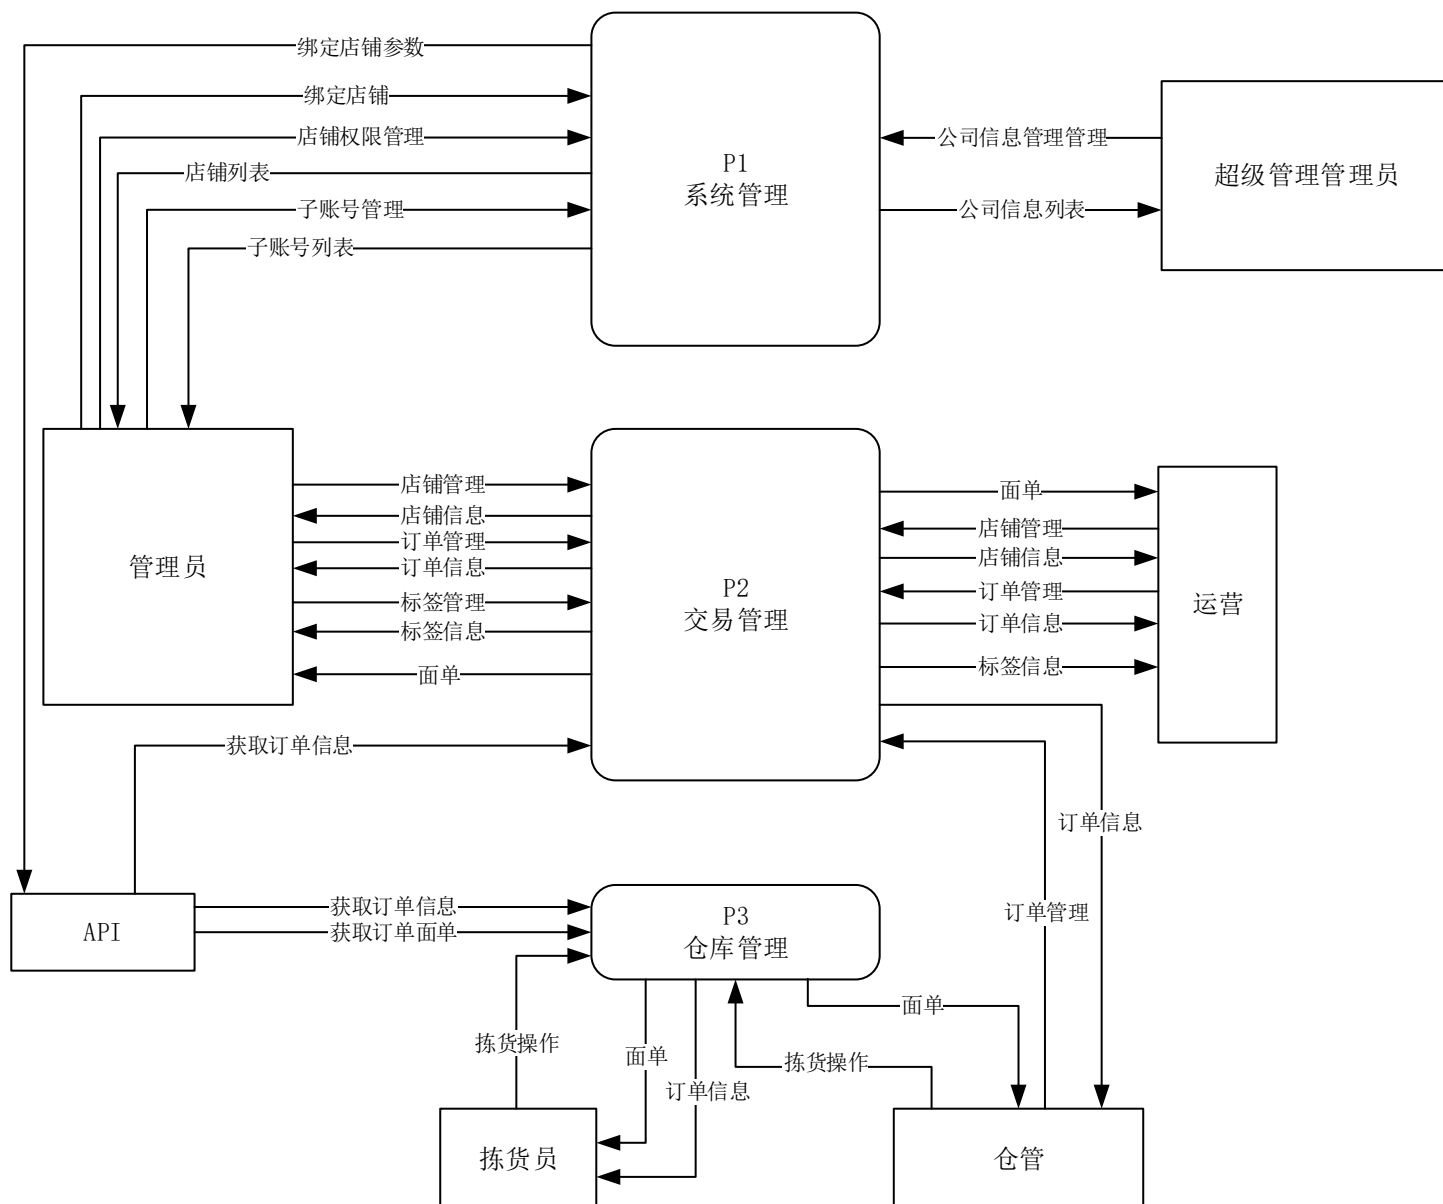 绑定店铺参数
绑定店铺
店铺权限管理
店铺列表
子账号管理
子账号列表
P1
系统管理
公司信息管理管理
公司信息列表
超级管理管理员
管理员
店铺管理
店铺信息
订单管理
订单信息
标签管理
标签信息
面单
获取订单信息
P2
交易管理
面单
店铺管理
店铺信息
订单管理
订单信息
标签信息
运营
订单信息
订单管理
API
获取订单信息
获取订单面单
P3
仓库管理
拣货操作
面单
订单信息
拣货操作
面单
拣货员
仓管